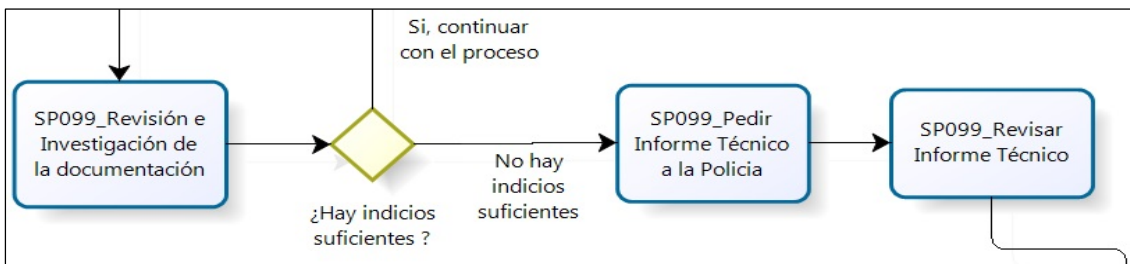 Si, continuar
con el proceso
SP099_Revisión e
Investigación de
la documentación
¿Hay indicios
suficientes ?
No hay
indicios
suficientes
SP099_Pedir
Informe Técnico
a la Policia
SP099_Revisar
Informe Técnico